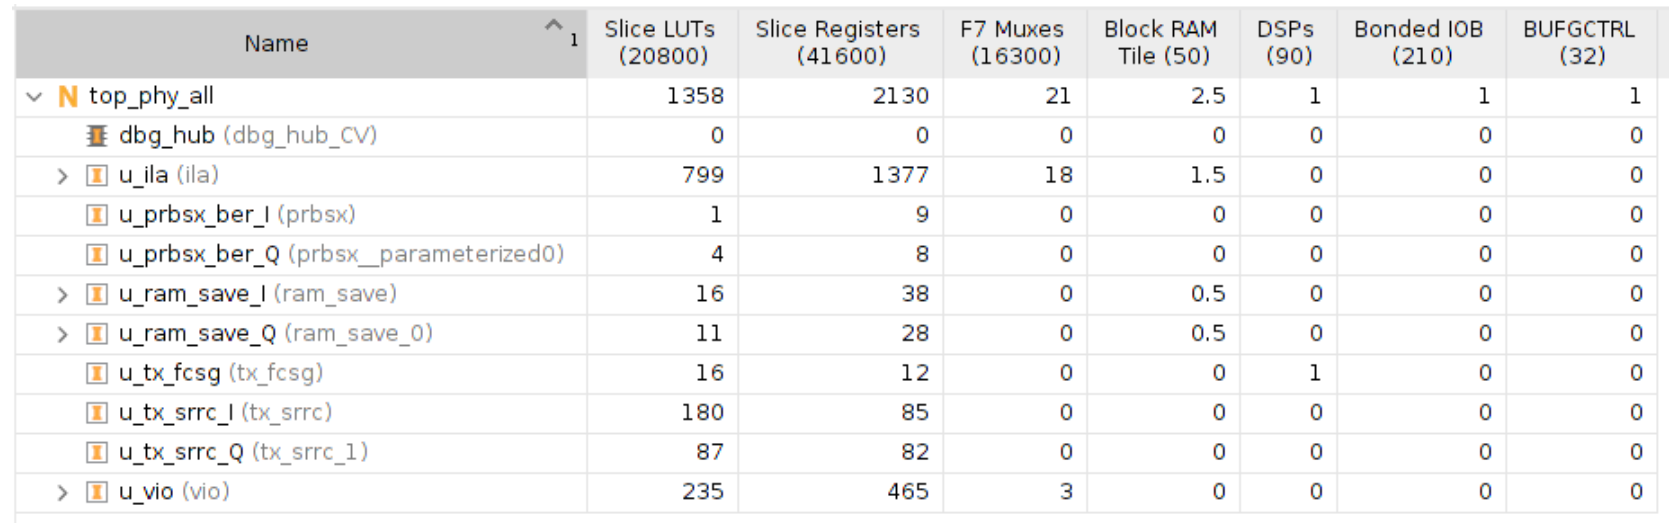 Name 1 Slice LUTs (20800) Slice Registers (41600) F7 Muxes (16300) Block RAM Tile (50) DSPs (90) Bonded IOB (210) BUFGCTRL (32)
N top_phy_all 1358 2130 21 2.5 1 1 1
dbg_hub (dbg_hub_CV) 0 0 0 0 0 0 0
u_ila (ila) 799 1377 18 1.5 0 0 0
u_prbsx_ber_I (prbsx) 1 9 0 0 0 0 0
u_prbsx_ber_Q (prbsx__parameterized0) 4 8 0 0 0 0 0
u_ram_save_I (ram_save) 16 38 0 0.5 0 0 0
u_ram_save_Q (ram_save_0) 11 28 0 0.5 0 0 0
u_tx_fcsg (tx_fcsg) 16 12 0 0 1 0 0
u_tx_srrc_I (tx_srrc) 180 85 0 0 0 0 0
u_tx_srrc_Q (tx_srrc_1) 87 82 0 0 0 0 0
u_vio (vio) 235 465 3 0 0 0 0